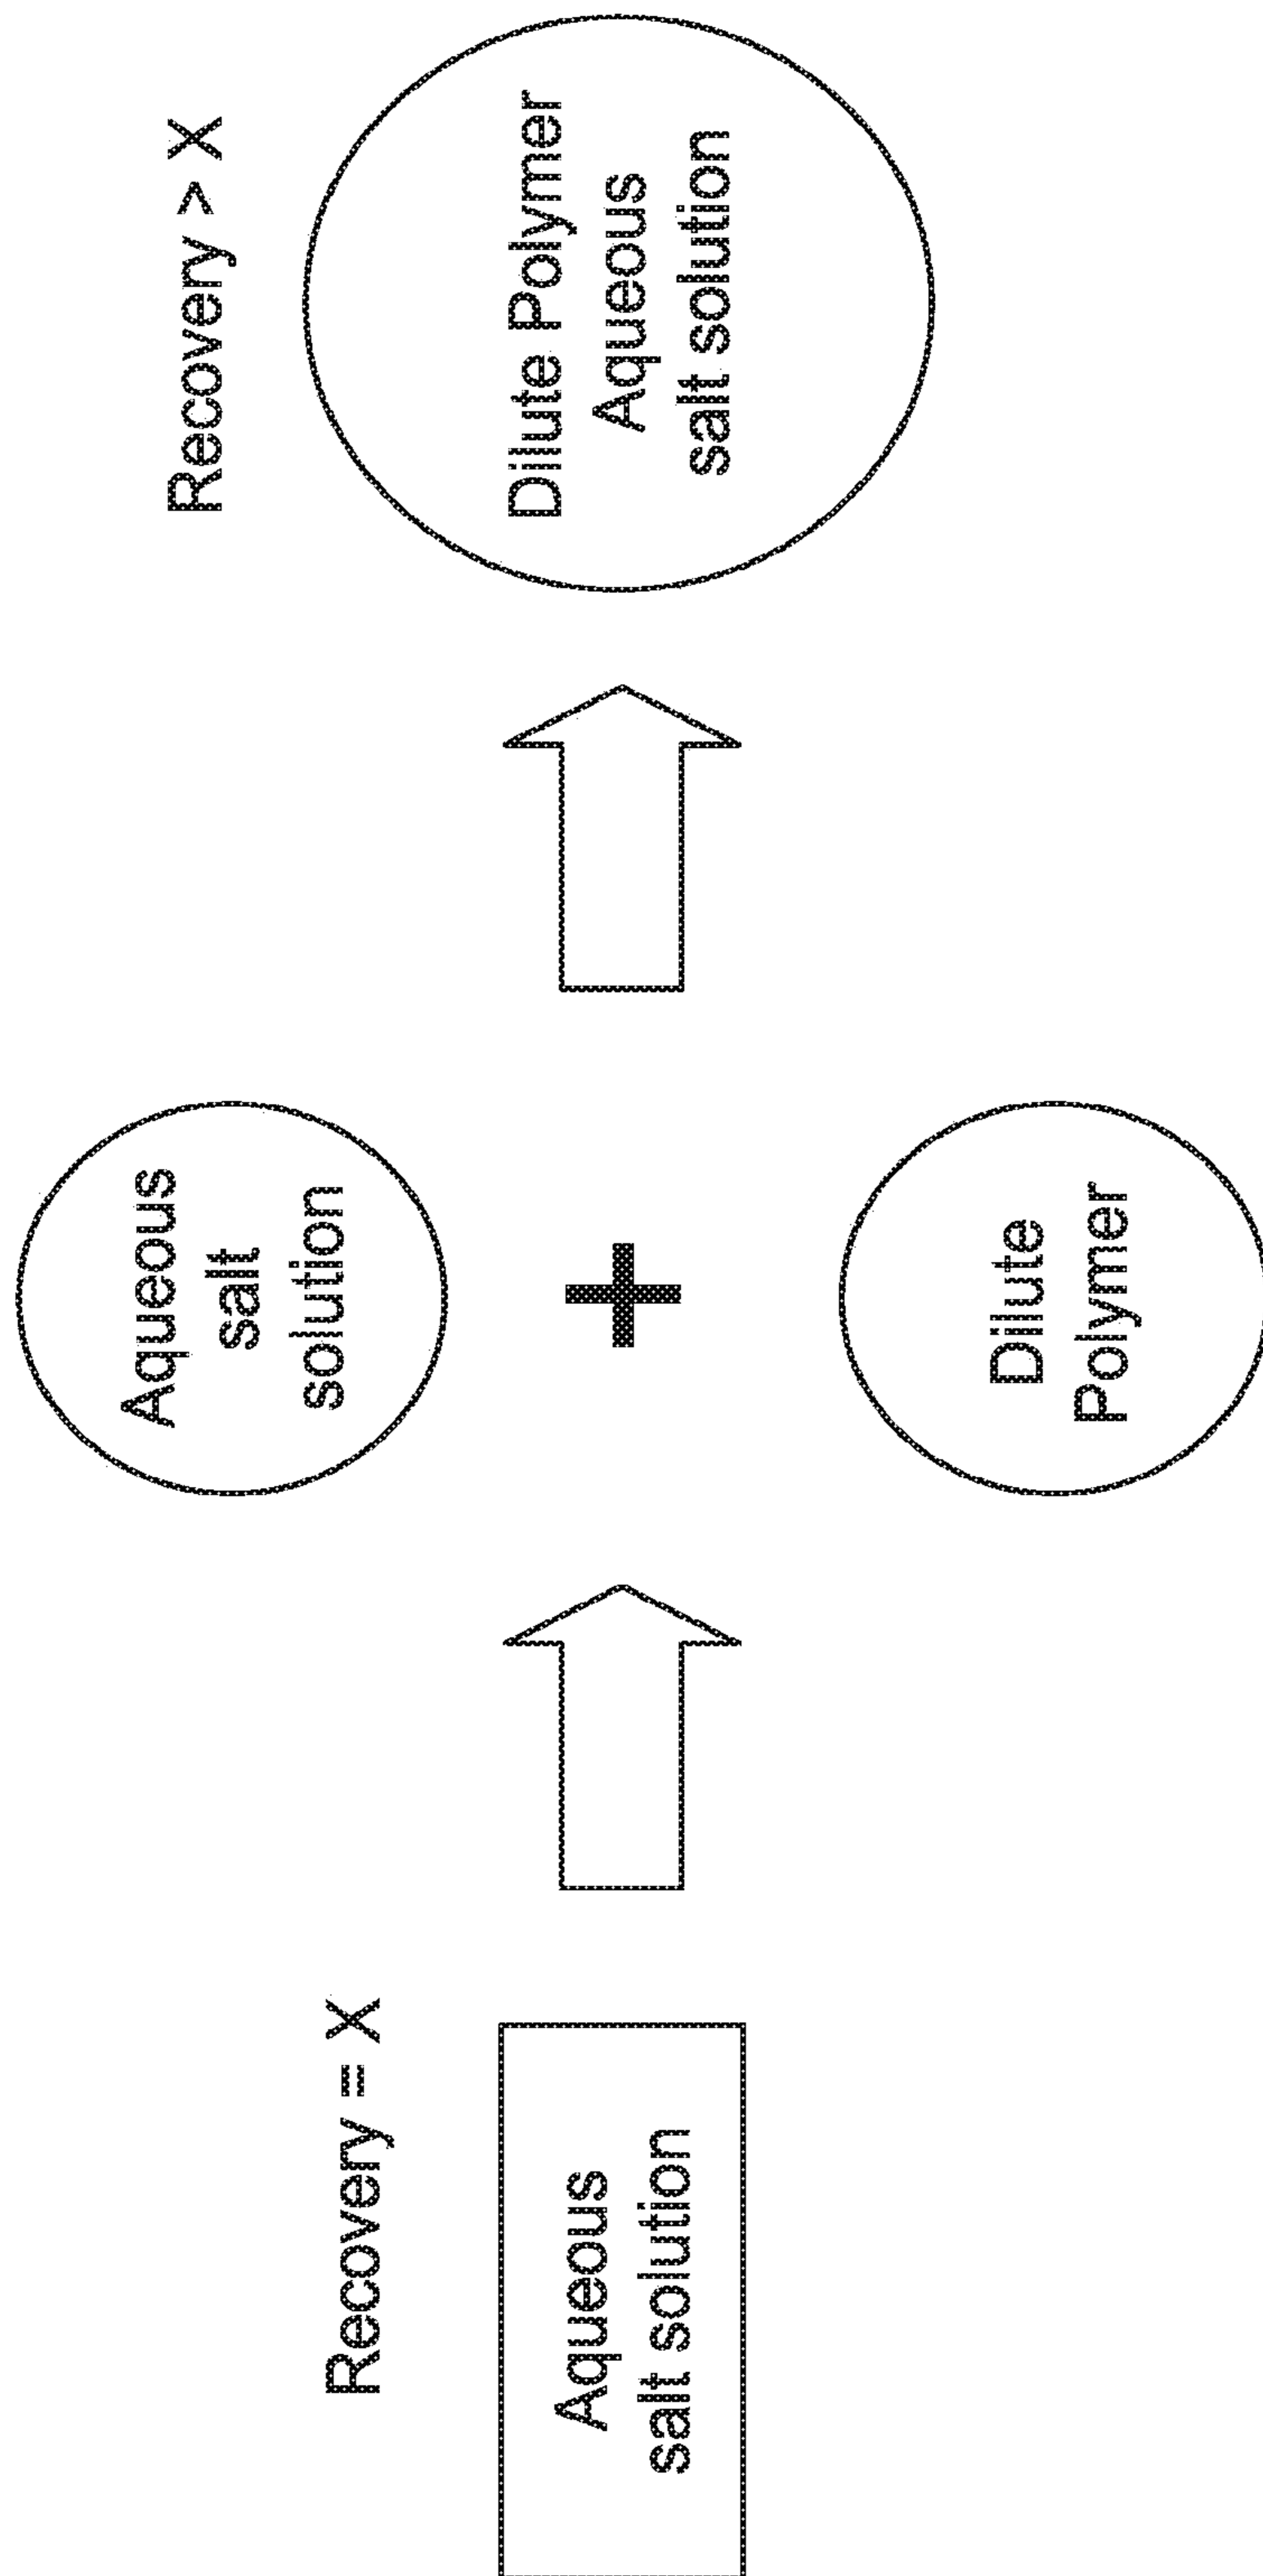 Recovery = X
Aqueous
salt solution
Aqueous
salt
solution
+
Dilute
Polymer
Recovery > X
Dilute Polymer
Aqueous
salt solution